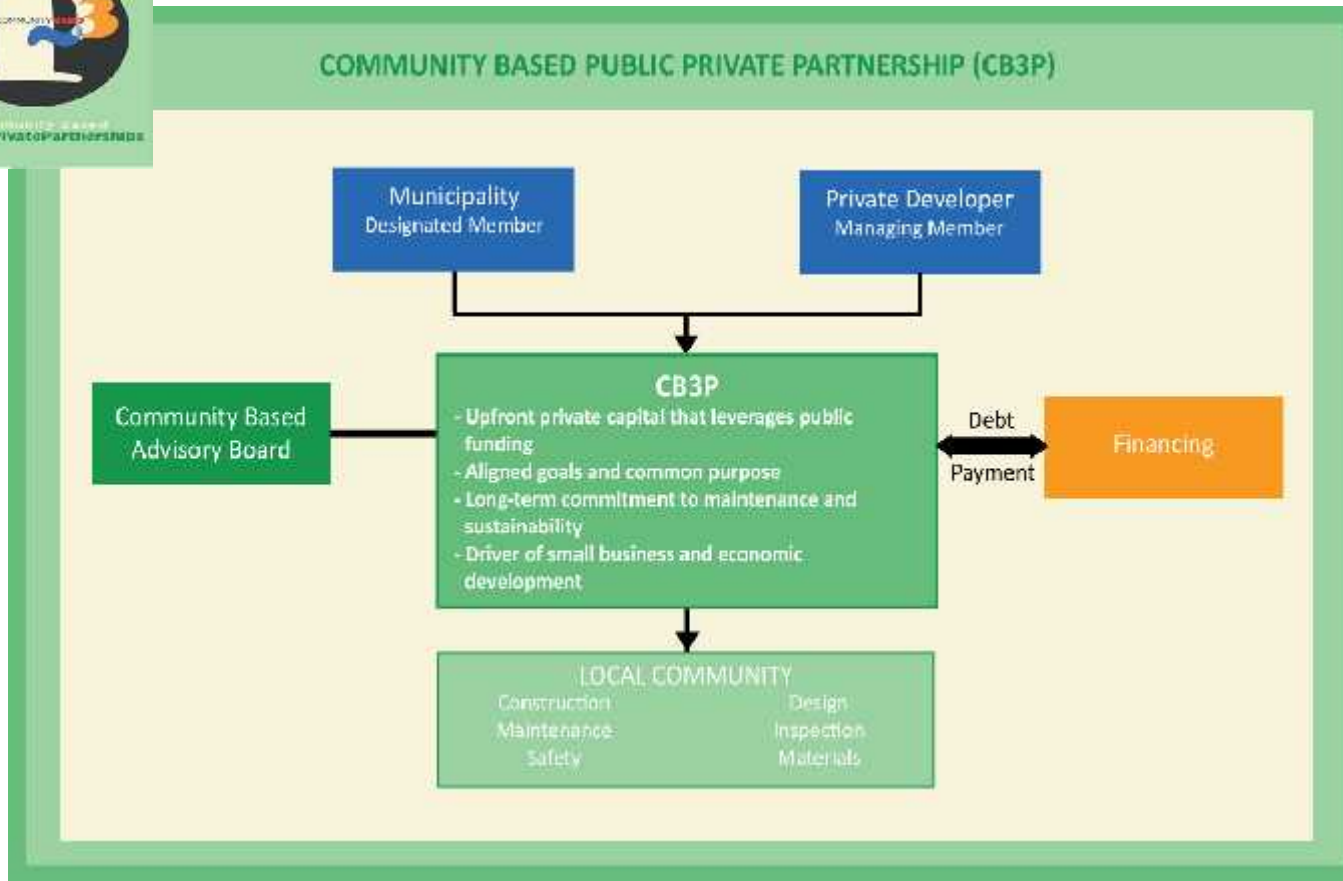 COMMUNITY BASED PUBLIC PRIVATE PARTNERSHIP (CB3P)
PrivatePartnerships
Municipality
Designated Member
Private Developer
Managing Member
Community Based
Advisory Board
CB3P
- Upfront private capital that leverages public
funding
- Aligned goals and common purpose
- Long-term commitment to maintenance and
sustainability
- Driver of small business and economic
development
Debt
Payment
Financing
LOCAL COMMUNITY
Construction
Maintenance
Safety
Design
Inspection
Materials